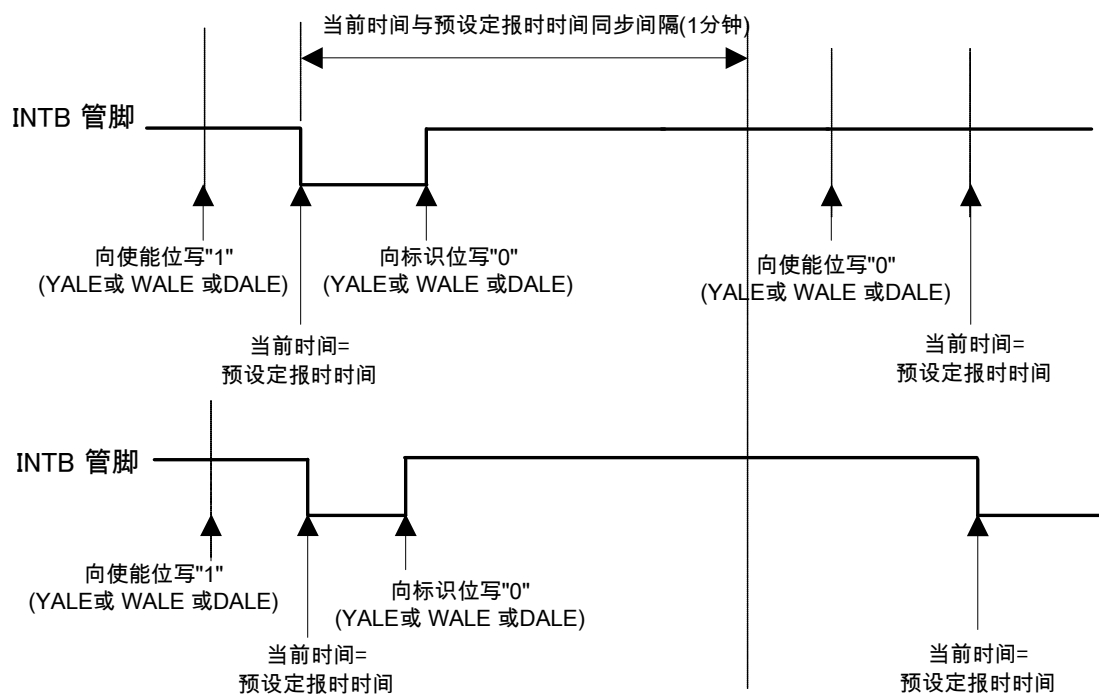 当前时间与预设定报时时间同步间隔(1分钟)
INTB 管脚
向使能位写"1"
(YALE或 WALE 或DALE)
向标识位写"0"
(YALE或 WALE 或DALE)
向使能位写"0"
(YALE或 WALE 或DALE)
当前时间=
预设定报时时间
当前时间=
预设定报时时间
INTB 管脚
向使能位写"1"
(YALE或 WALE 或DALE)
向标识位写"0"
(YALE或 WALE 或DALE)
当前时间=
预设定报时时间
当前时间=
预设定报时时间